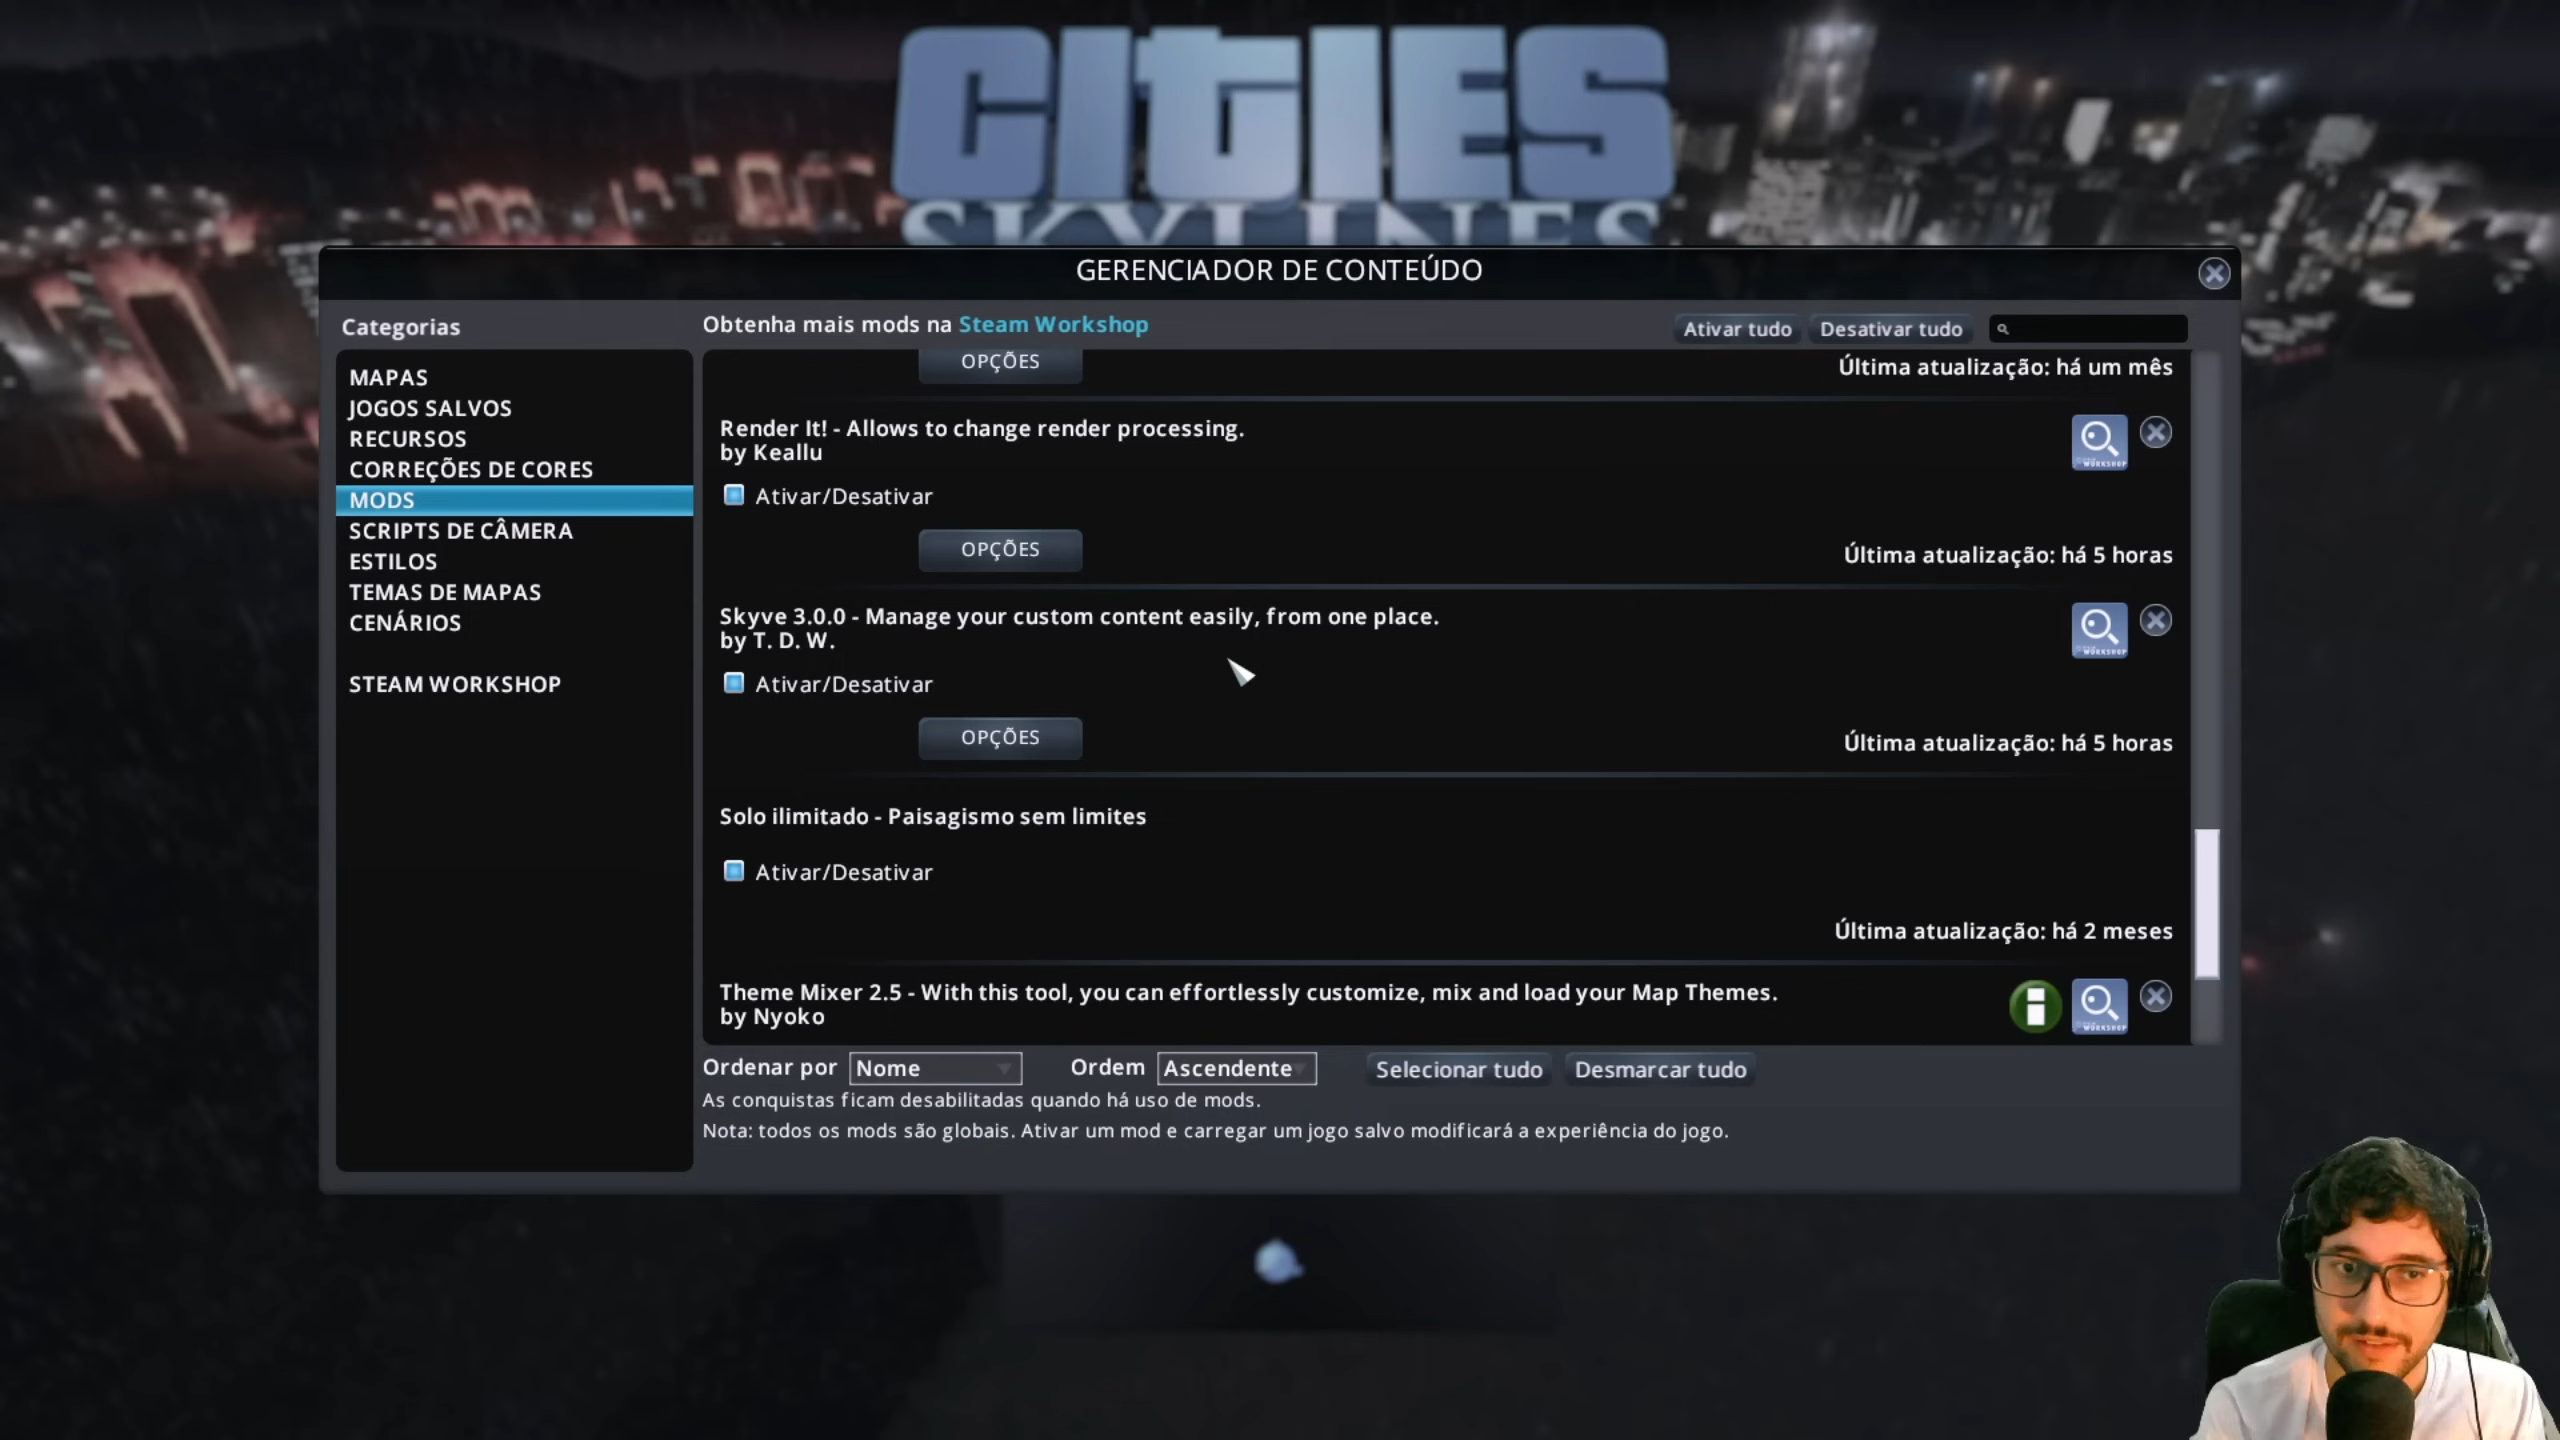 CITIES
SKYLINES
GERENCIADOR DE CONTEÚDO
Categorias
Obtenha mais mods na Steam Workshop
Ativar tudo
Desativar tudo
MAPAS
JOGOS SALVOS
RECURSOS
CORREÇÕES DE CORES
MODS
SCRIPTS DE CÂMERA
ESTILOS
TEMAS DE MAPAS
CENÁRIOS
STEAM WORKSHOP
OPÇÕES
Última atualização: há um mês
Render It! - Allows to change render processing.
by Keallu
WORKSHOP
Ativar/Desativar
OPÇÕES
Última atualização: há 5 horas
Skyve 3.0.0 - Manage your custom content easily, from one place.
by T. D. W.
WORKSHOP
Ativar/Desativar
OPÇÕES
Última atualização: há 5 horas
Solo ilimitado - Paisagismo sem limites
Ativar/Desativar
Última atualização: há 2 meses
Theme Mixer 2.5 - With this tool, you can effortlessly customize, mix and load your Map Themes.
by Nyoko
WORKSHOP
Ordenar por Nome
Ordem Ascendente
Selecionar tudo
Desmarcar tudo
As conquistas ficam desabilitadas quando há uso de mods.
Nota: todos os mods são globais. Ativar um mod e carregar um jogo salvo modificará a experiência do jogo.